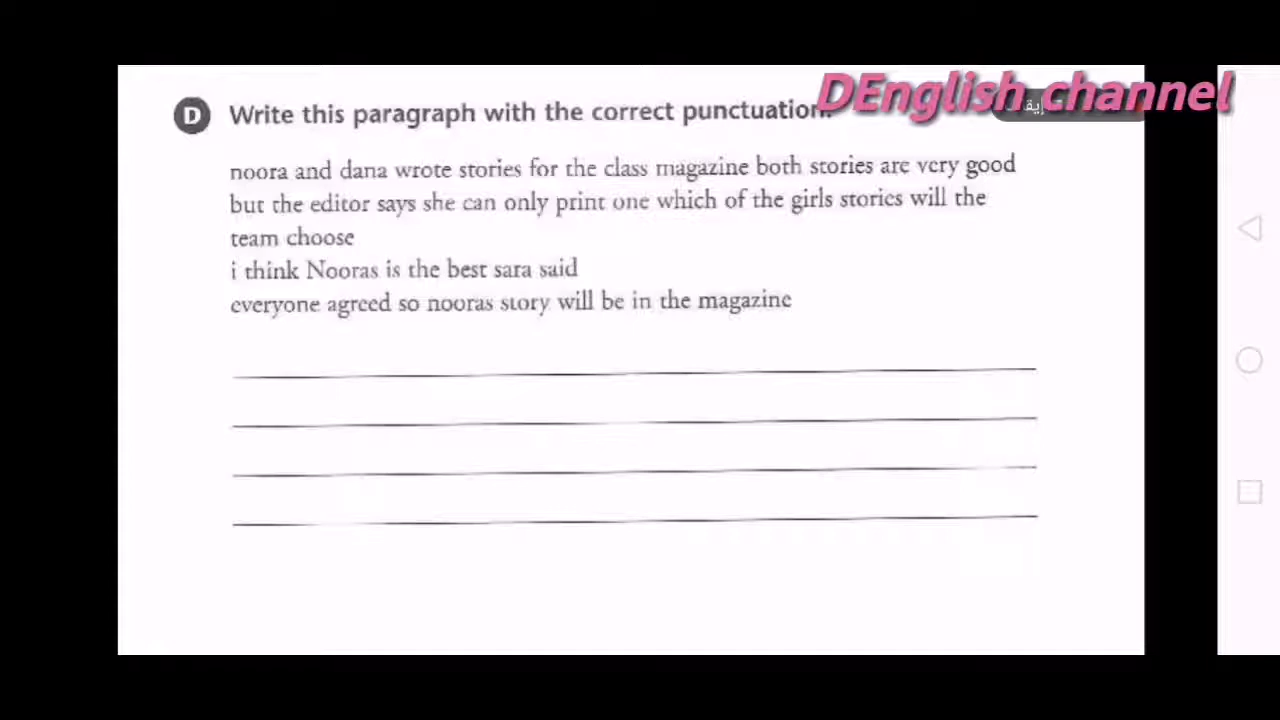 DEnglish channel
D Write this paragraph with the correct punctuation.
noora and dana wrote stories for the class magazine both stories are very good
but the editor says she can only print one which of the girls stories will the
team choose
i think Nooras is the best sara said
everyone agreed so nooras story will be in the magazine